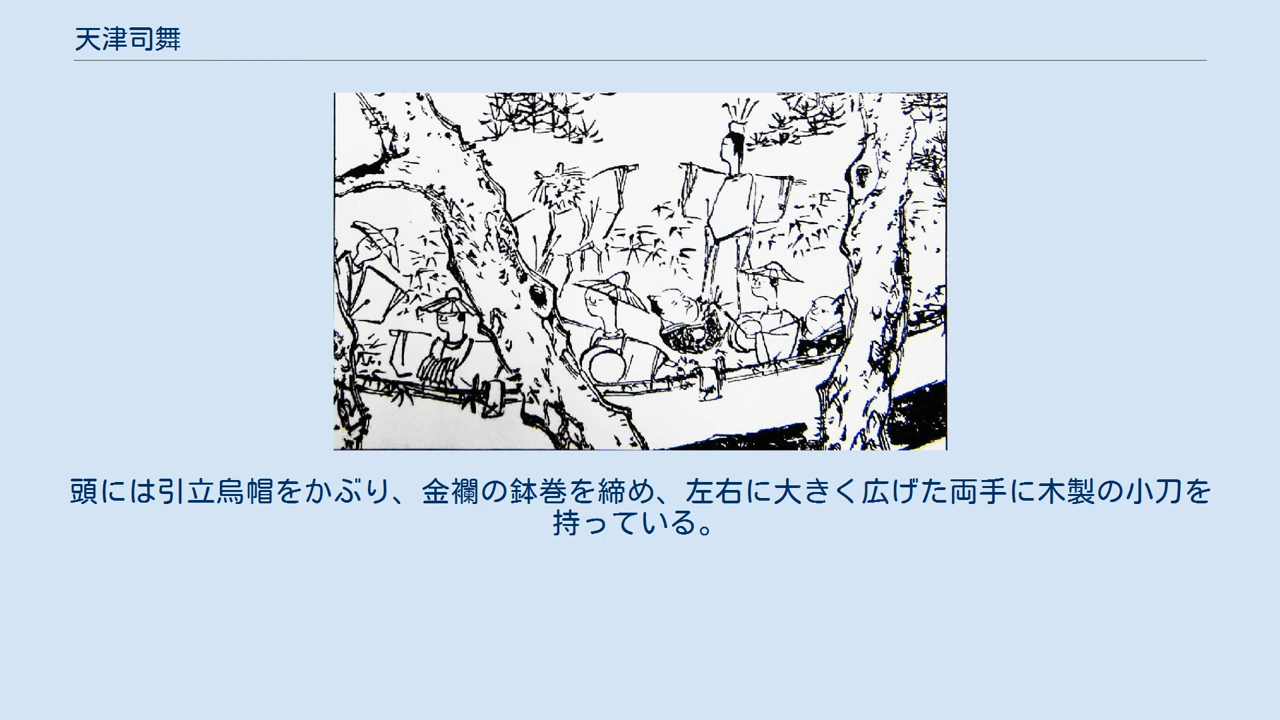 天津司舞
頭には引立烏帽をかぶり、金襴の鉢巻を締め、左右に大きく広げた両手に木製の小刀を
持っている。